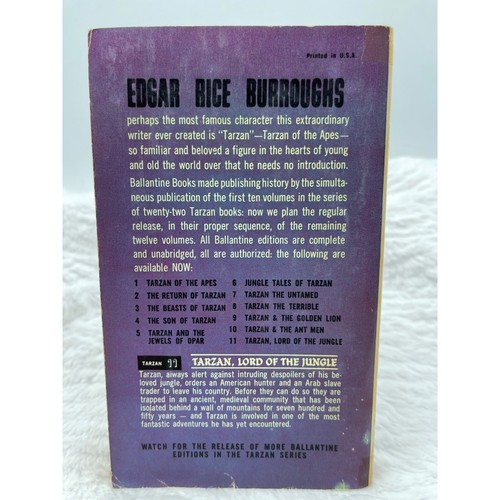 Printed in U.S.A.
EDGAR RICE BURROUGHS
perhaps the most famous character this extraordinary
writer ever created is "Tarzan"—Tarzan of the Apes—
so familiar and beloved a figure in the hearts of young
and old the world over that he needs no introduction.
Ballantine Books made publishing history by the simulta-
neous publication of the first ten volumes in the series
of twenty-two Tarzan books: now we plan the regular
release, in their proper sequence, of the remaining
twelve volumes. All Ballantine editions are complete
and unabridged, all are authorized: the following are
available NOW:
1 TARZAN OF THE APES
2 THE RETURN OF TARZAN
3 THE BEASTS OF TARZAN
4 THE SON OF TARZAN
5 TARZAN AND THE
JEWELS OF OPAR
6 JUNGLE TALES OF TARZAN
7 TARZAN THE UNTAMED
8 TARZAN THE TERRIBLE
9 TARZAN & THE GOLDEN LION
10 TARZAN & THE ANT MEN
11 TARZAN, LORD OF THE JUNGLE
TARZAN 11 TARZAN, LORD OF THE JUNGLE
Tarzan, always alert against intruding despoilers of his be-
loved jungle, orders an American hunter and an Arab slave
trader to leave his country. Before they can do so they are
trapped in an ancient, medieval community that has been
isolated behind a wall of mountains for seven hundred and
fifty years — and Tarzan is involved in one of the most
fantastic adventures he has yet encountered.
WATCH FOR THE RELEASE OF MORE BALLANTINE
EDITIONS IN THE TARZAN SERIES